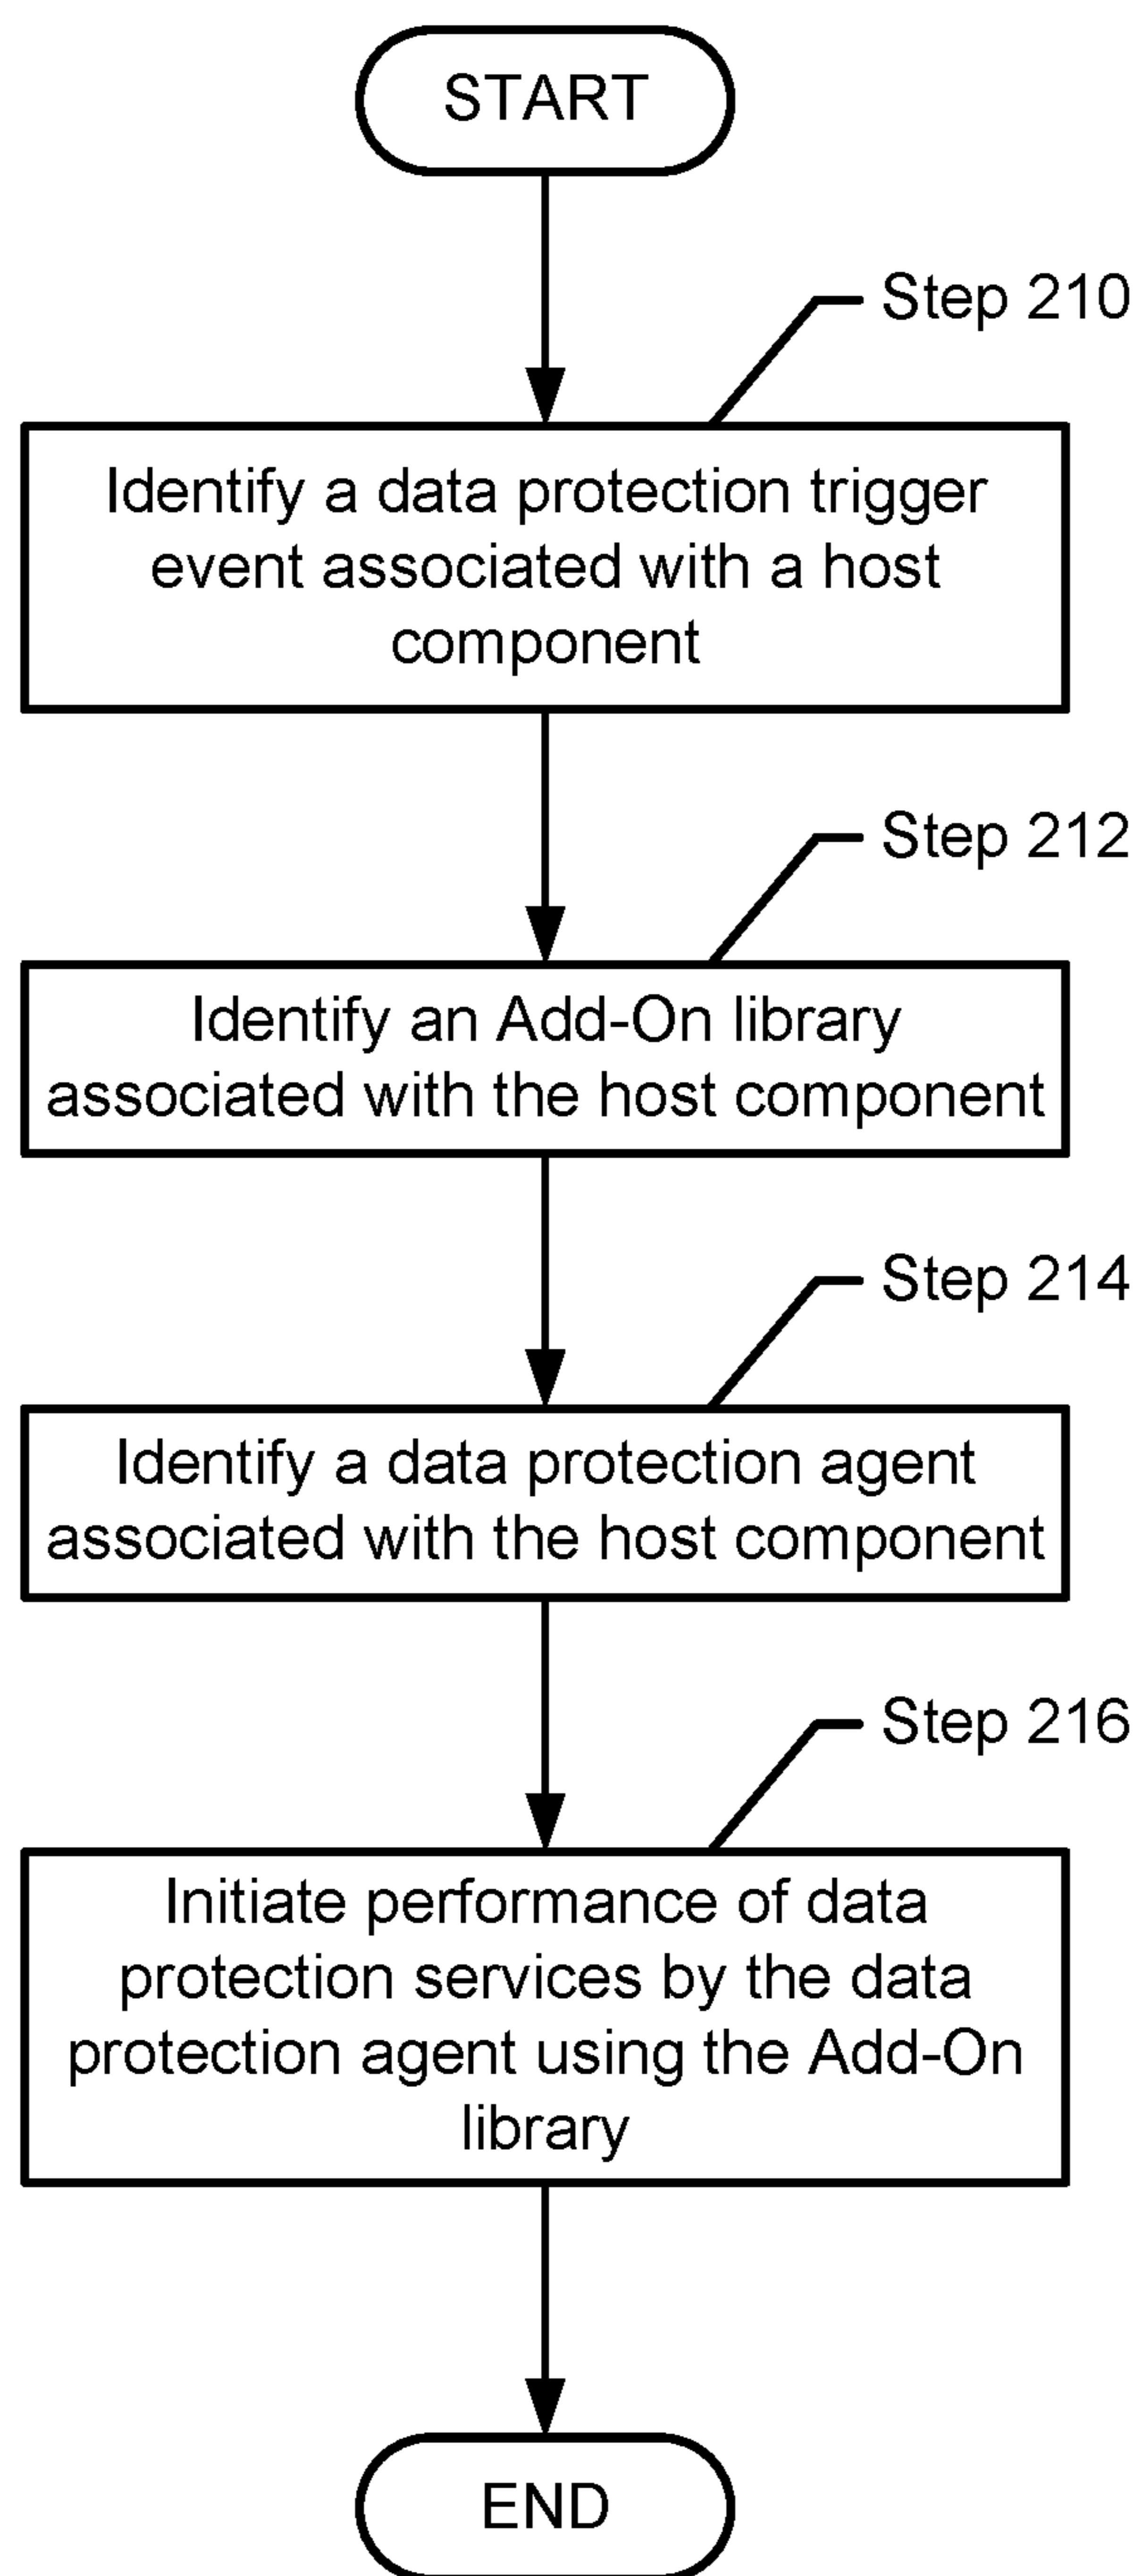 START
Step 210
Identify a data protection trigger
event associated with a host
component
Step 212
Identify an Add-On library
associated with the host component
Step 214
Identify a data protection agent
associated with the host component
Step 216
Initiate performance of data
protection services by the data
protection agent using the Add-On
library
END